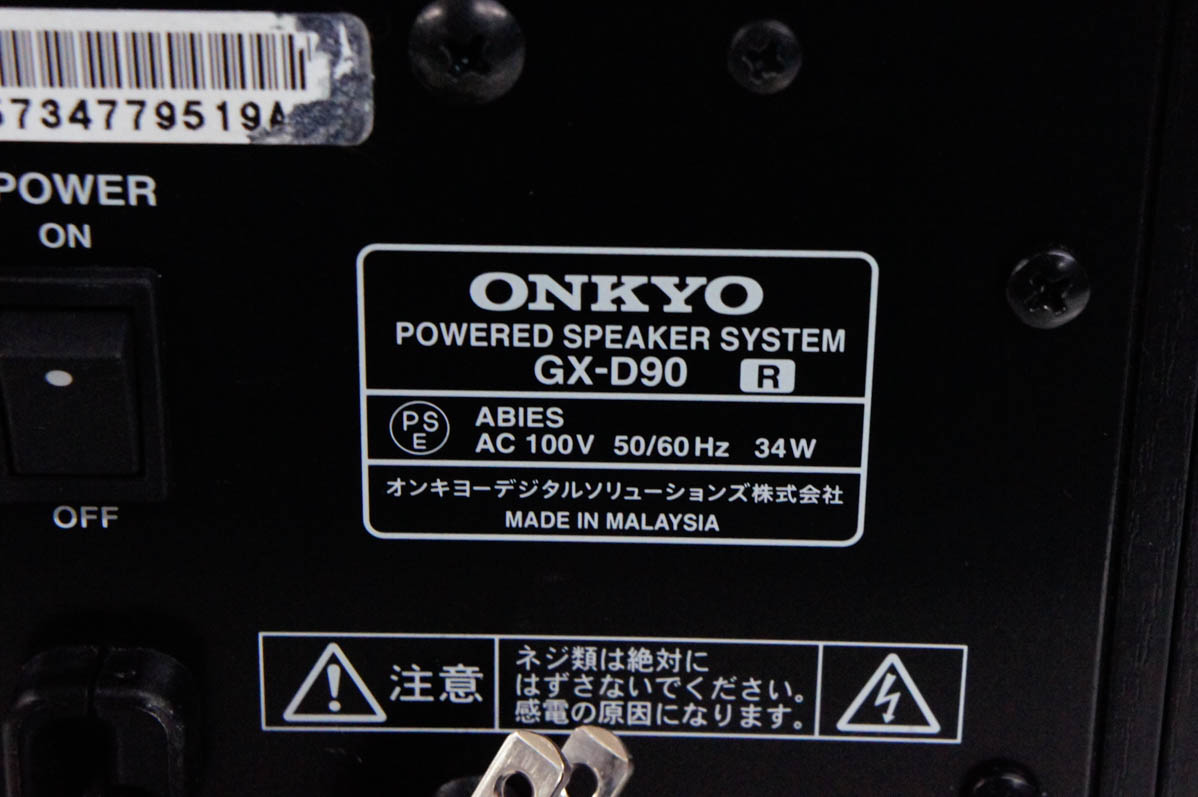 734779519A
POWER
ON
OFF
ONKYO
POWERED SPEAKER SYSTEM
GX-D90 R
PSE
ABIES
AC 100V 50/60Hz 34W
オンキヨーデジタルソリューションズ株式会社
MADE IN MALAYSIA
注意
ネジ類は絶対に
はずさないでください。
感電の原因になります。